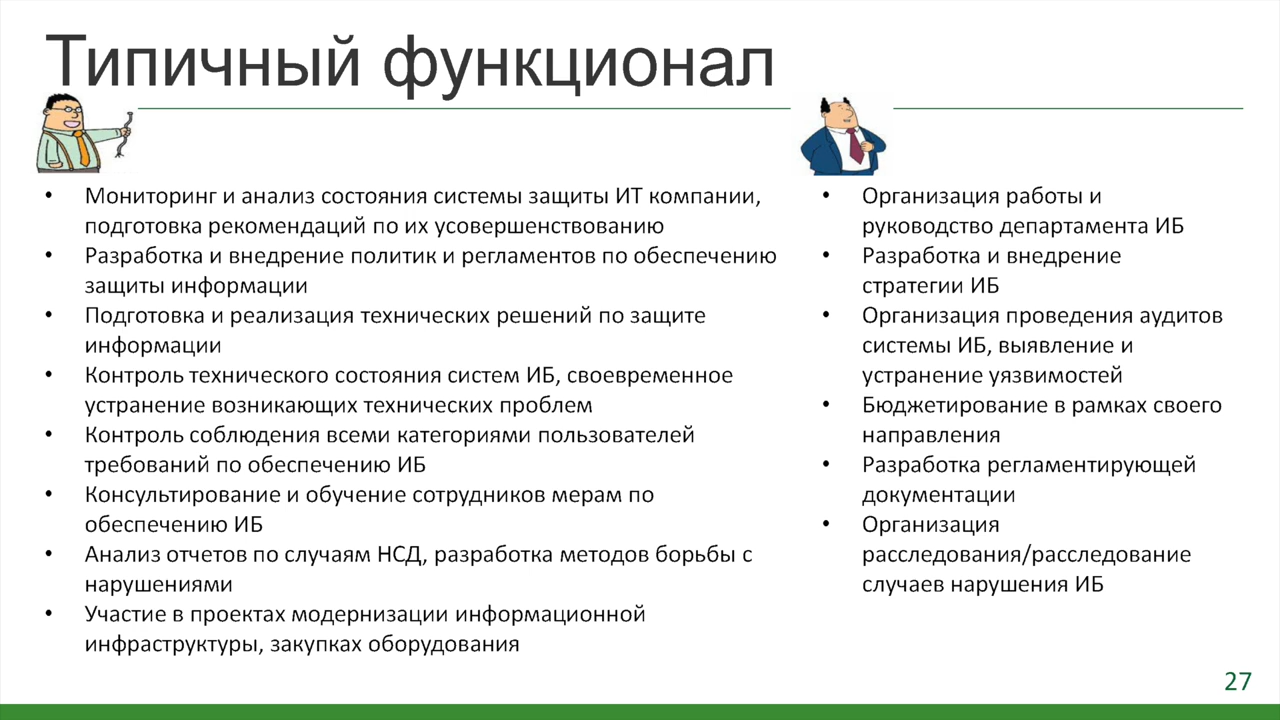 Типичный функционал
• Мониторинг и анализ состояния системы защиты ИТ компании,
подготовка рекомендаций по их усовершенствованию
• Разработка и внедрение политик и регламентов по обеспечению
защиты информации
• Подготовка и реализация технических решений по защите
информации
• Контроль технического состояния систем ИБ, своевременное
устранение возникающих технических проблем
• Контроль соблюдения всеми категориями пользователей
требований по обеспечению ИБ
• Консультирование и обучение сотрудников мерам по
обеспечению ИБ
• Анализ отчетов по случаям НСД, разработка методов борьбы с
нарушениями
• Участие в проектах модернизации информационной
инфраструктуры, закупках оборудования
• Организация работы и
руководство департамента ИБ
• Разработка и внедрение
стратегии ИБ
• Организация проведения аудитов
системы ИБ, выявление и
устранение уязвимостей
• Бюджетирование в рамках своего
направления
• Разработка регламентирующей
документации
• Организация
расследования/расследование
случаев нарушения ИБ
27